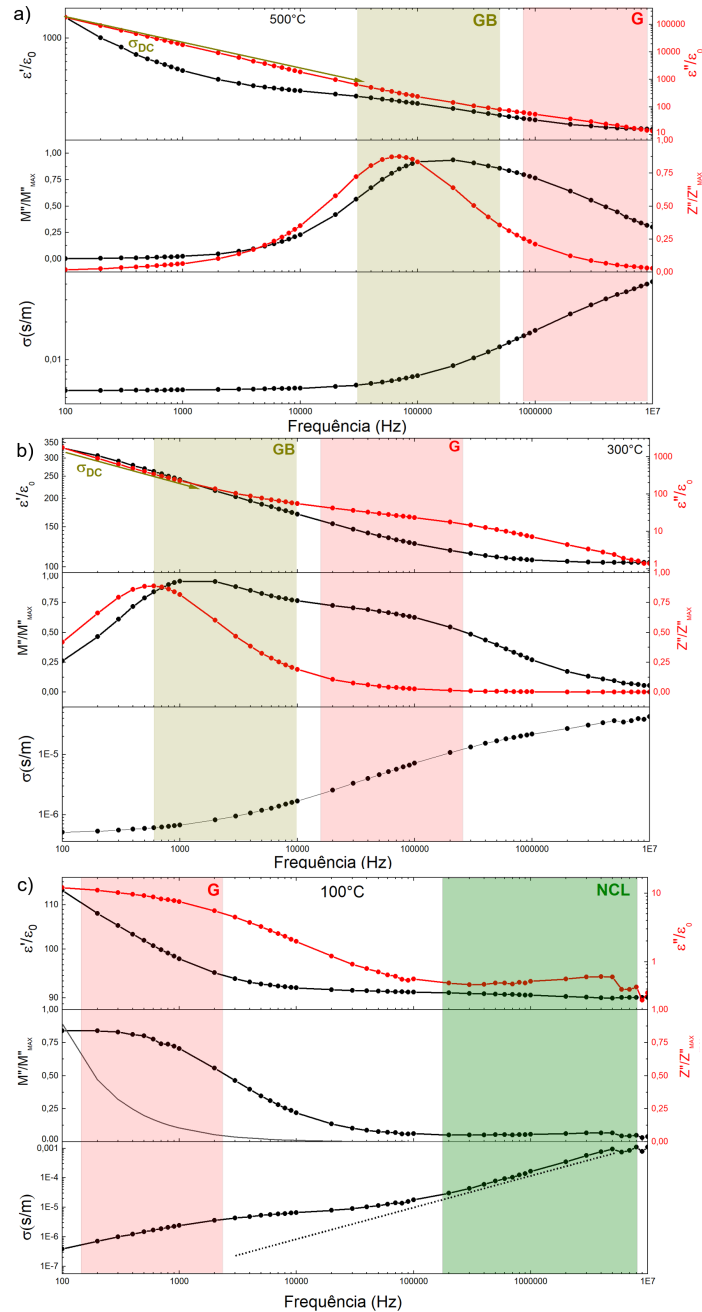 a)
500°C
GB
G
σDC
1000
ε'/ε0
100000
10000
1000
100
10
ε''/ε0
1,00
0,75
0,50
0,25
0,00
M''/M''MAX
1,00
0,75
0,50
0,25
0,00
Z''/Z''MAX
0,01
σ(s/m)
100 1000 10000 100000 1000000 1E7
Frequência (Hz)
b)
GB
G
300°C
σDC
350
300
250
200
150
100
ε'/ε0
1000
100
10
1
ε''/ε0
0,75
0,50
0,25
0,00
M''/M''MAX
1,00
0,75
0,50
0,25
0,00
Z''/Z''MAX
1E-5
1E-6
σ(s/m)
100 1000 10000 100000 1000000 1E7
Frequência (Hz)
c)
G
100°C
NCL
110
100
90
ε'/ε0
10
1
ε''/ε0
1,00
0,75
0,50
0,25
0.00
M''/M''MAX
0,75
0,50
0,25
0,00
Z''/Z''MAX
0,001
1E-4
1E-5
1E-6
1E-7
σ(s/m)
100 1000 10000 100000 1000000 1E7
Frequência (Hz)